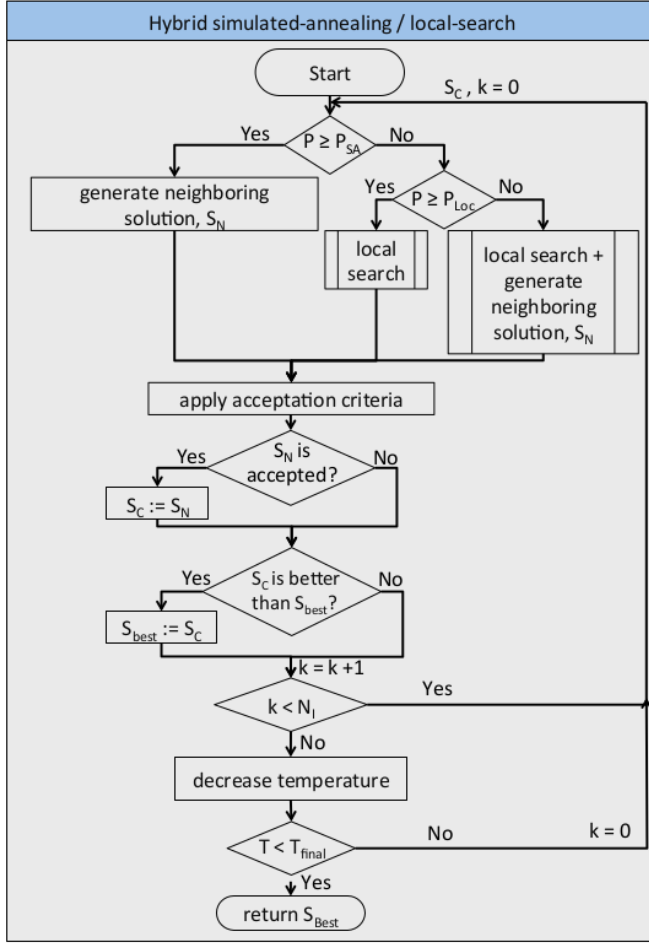 Hybrid simulated-annealing / local-search
Start
S_C , k = 0
Yes
P ≥ P_SA
No
generate neighboring
solution, S_N
Yes
P ≥ P_Loc
No
local
search
local search +
generate
neighboring
solution, S_N
apply acceptation criteria
Yes
S_N is
accepted?
No
S_C := S_N
Yes
S_C is better
than S_best?
No
S_best := S_C
k = k +1
k < N_I
Yes
No
decrease temperature
T < T_final
No
k = 0
Yes
return S_Best